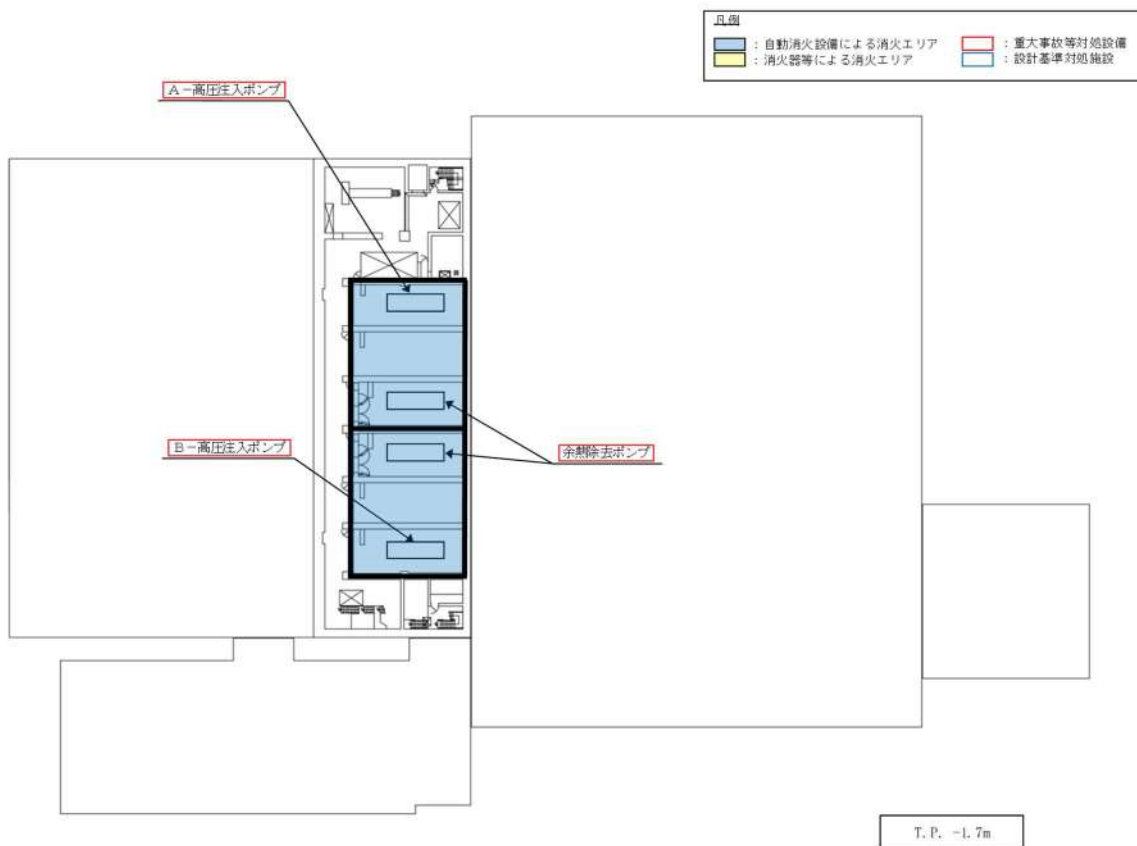 凡例
：自動消火設備による消火エリア
：重大事故等対処設備
：消火器等による消火エリア
：設計基準対処施設
A－高圧注入ポンプ
B－高圧注入ポンプ
余熱除去ポンプ
T.P. -1.7m